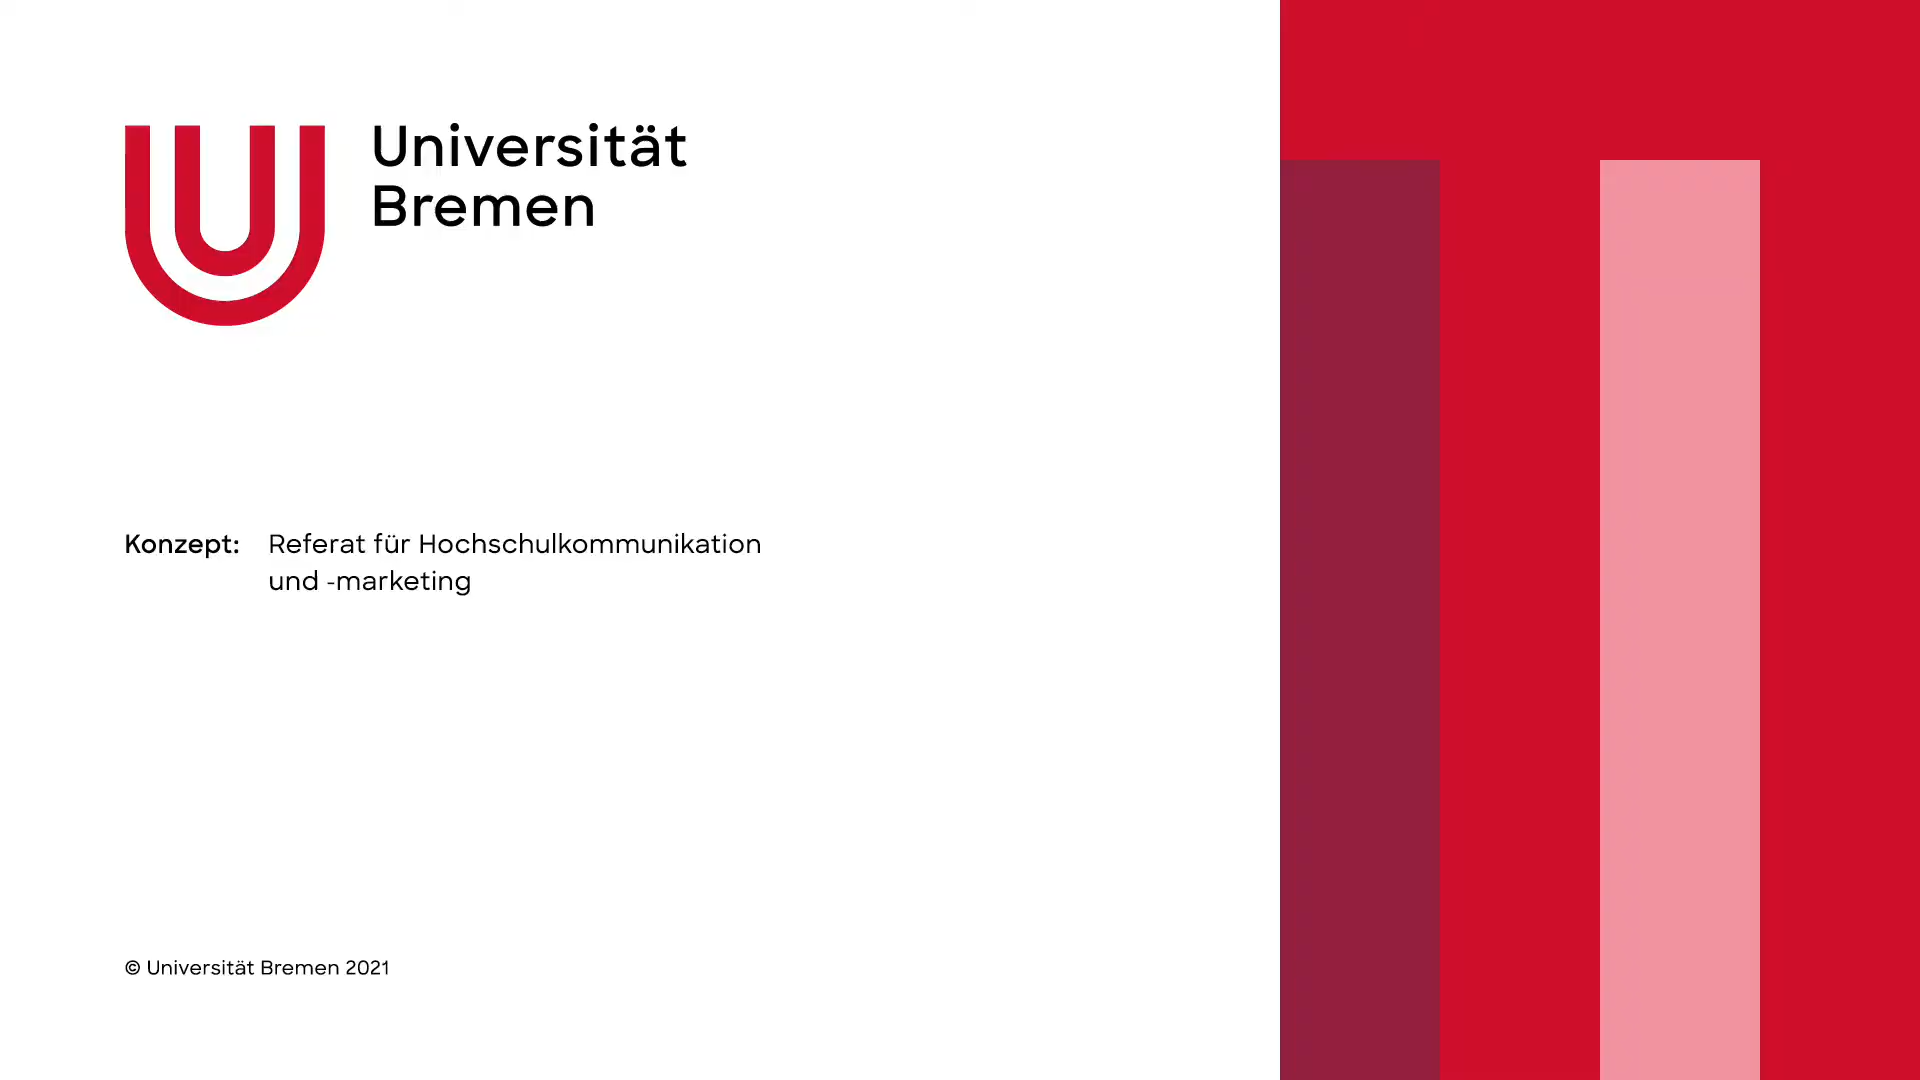 Universität
Bremen
Konzept: Referat für Hochschulkommunikation
und -marketing
© Universität Bremen 2021